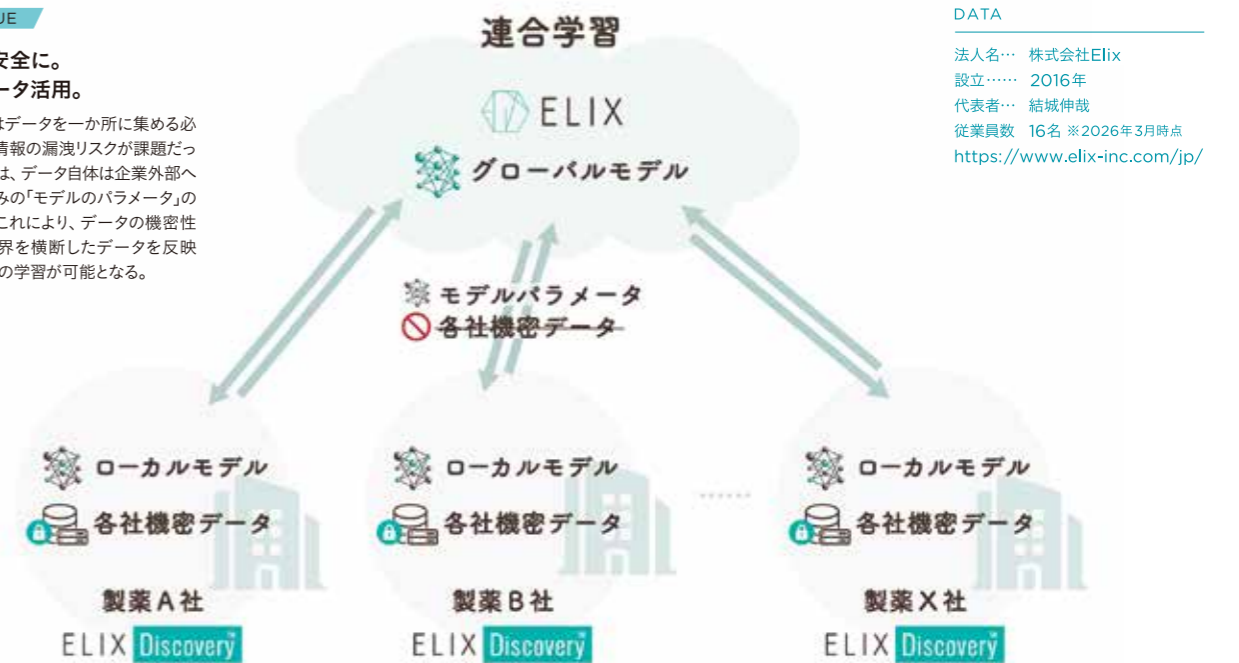 UE
安全に。
ータ活用。
はデータを一か所に集める必
情報の漏洩リスクが課題だっ
は、データ自体は企業外部へ
みの「モデルのパラメータ」の
これにより、データの機密性
界を横断したデータを反映
の学習が可能となる。
連合学習
ELIX
グローバルモデル
モデルパラメータ
各社機密データ
ローカルモデル
各社機密データ
製薬A社
ELIX Discovery™
ローカルモデル
各社機密データ
製薬B社
ELIX Discovery™
……
ローカルモデル
各社機密データ
製薬X社
ELIX Discovery™
DATA
法人名… 株式会社Elix
設立…… 2016年
代表者… 結城伸哉
従業員数 16名 ※2026年3月時点
https://www.elix-inc.com/jp/